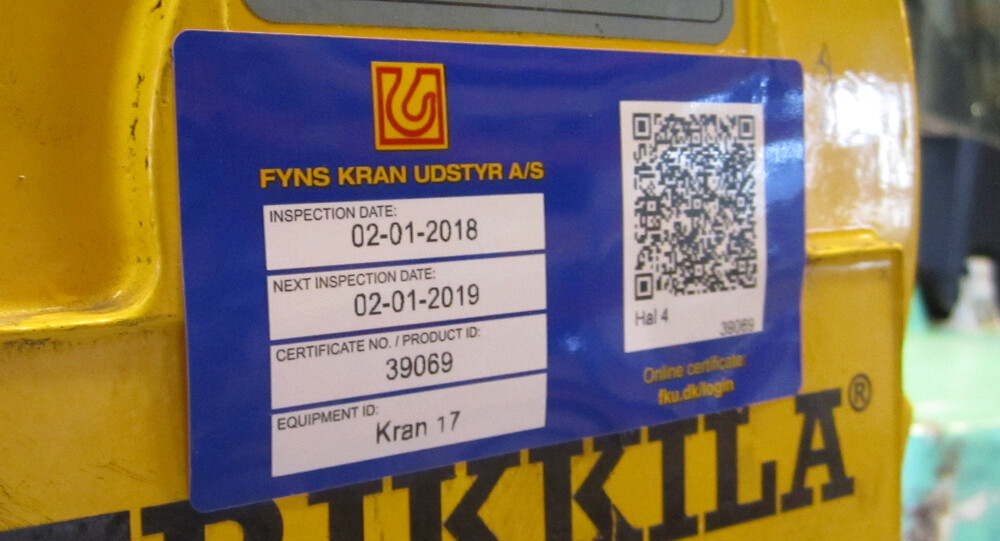 FYNS KRAN UDSTYR A/S
INSPECTION DATE:
02-01-2018
NEXT INSPECTION DATE:
02-01-2019
CERTIFICATE NO. / PRODUCT ID:
39069
EQUIPMENT ID:
Kran 17
Hal 4
39069
Online certificate:
fku.dk/login